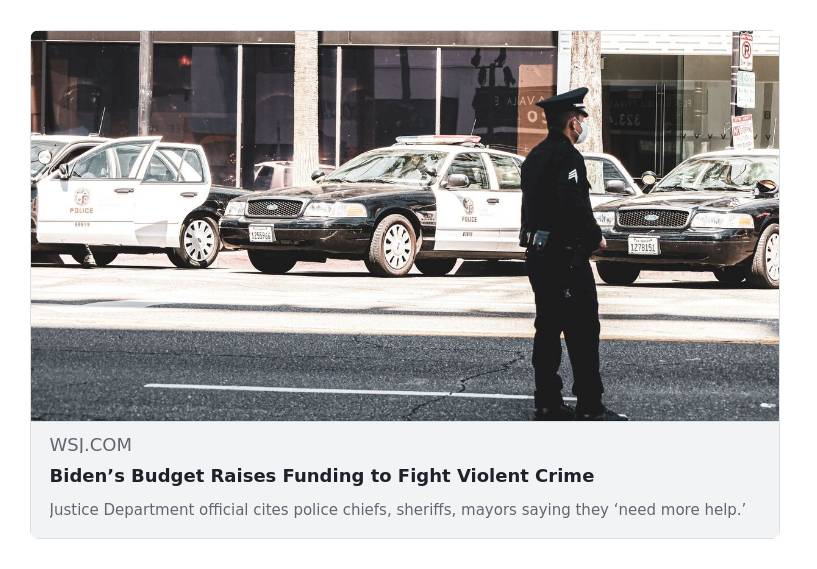 POLICE
POLICE
1278151
WSJ.COM
Biden’s Budget Raises Funding to Fight Violent Crime
Justice Department official cites police chiefs, sheriffs, mayors saying they ‘need more help.’